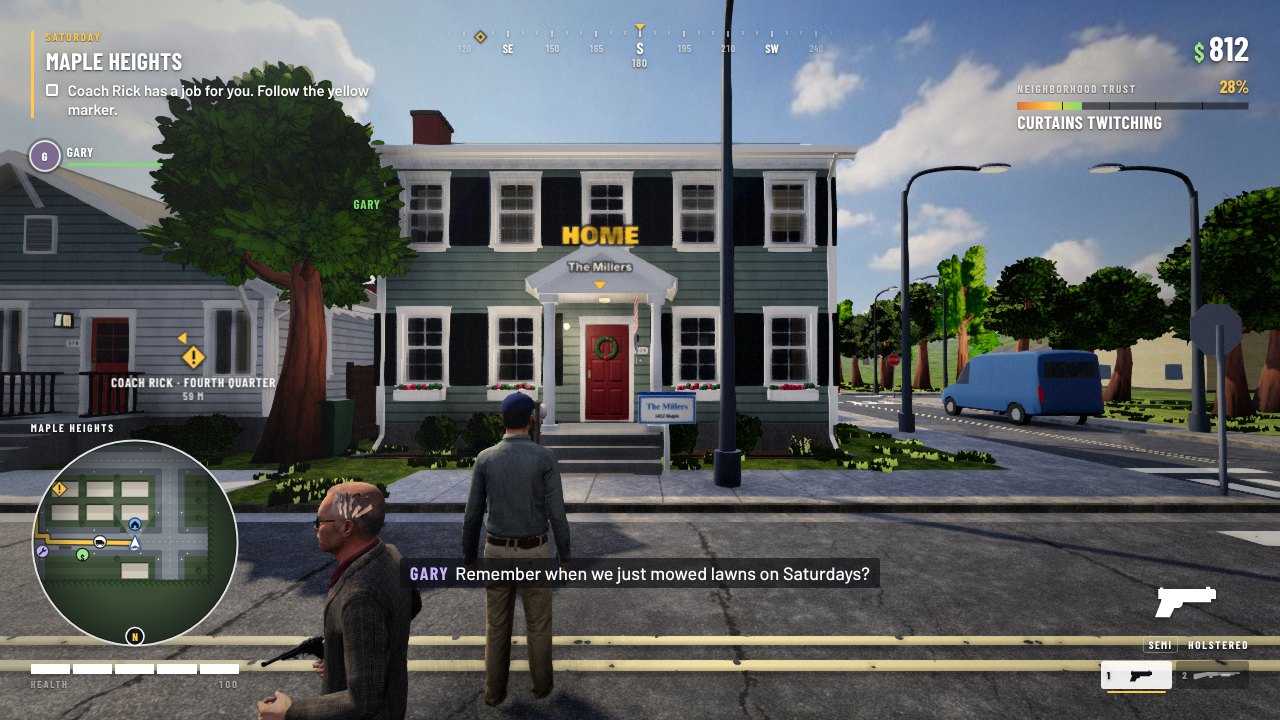 SATURDAY
MAPLE HEIGHTS
Coach Rick has a job for you. Follow the yellow
marker.
G
GARY
120 SE 150 165 S 195 210 SW 240
180
$812
NEIGHBORHOOD TRUST 28%
CURTAINS TWITCHING
GARY
HOME
The Millers
!
COACH RICK · FOURTH QUARTER
59 M
The Millers
1412 Maple
MAPLE HEIGHTS
!
N
GARY Remember when we just mowed lawns on Saturdays?
HEALTH 100
SEMI HOLSTERED
1 2